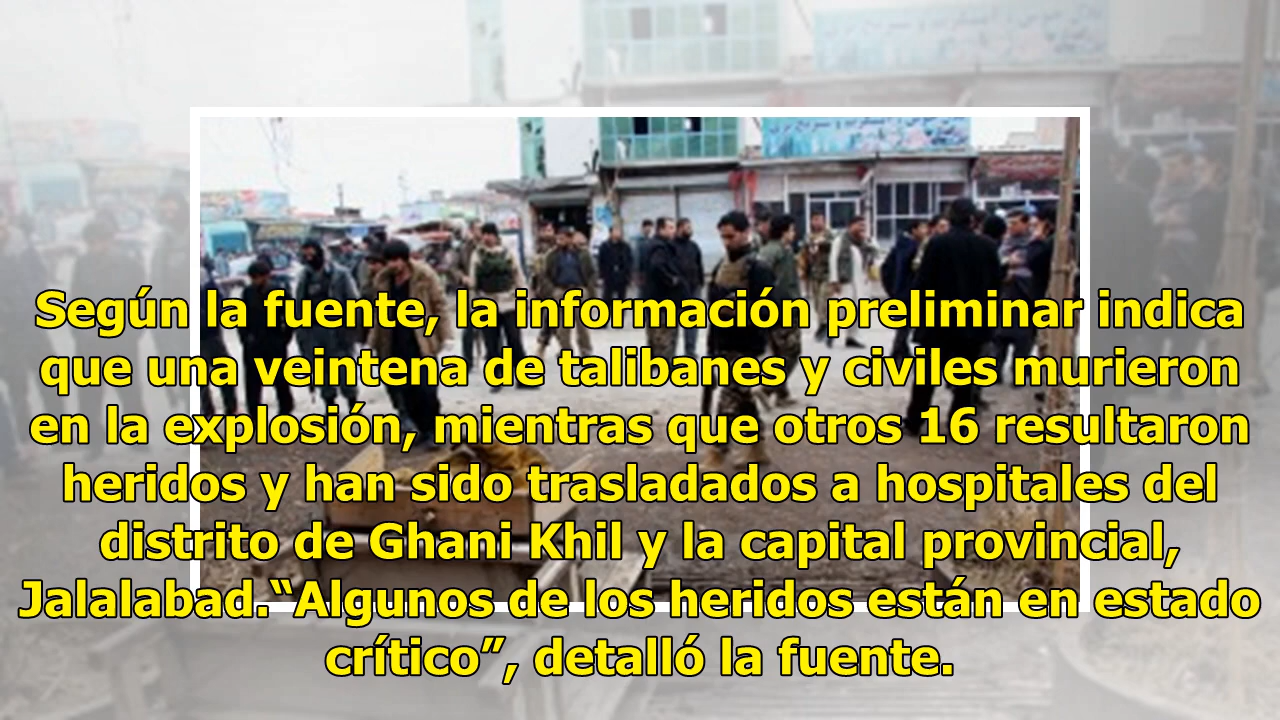 Según la fuente, la información preliminar indica
que una veintena de talibanes y civiles murieron
en la explosión, mientras que otros 16 resultaron
heridos y han sido trasladados a hospitales del
distrito de Ghani Khil y la capital provincial,
Jalalabad.“Algunos de los heridos están en estado
crítico”, detalló la fuente.